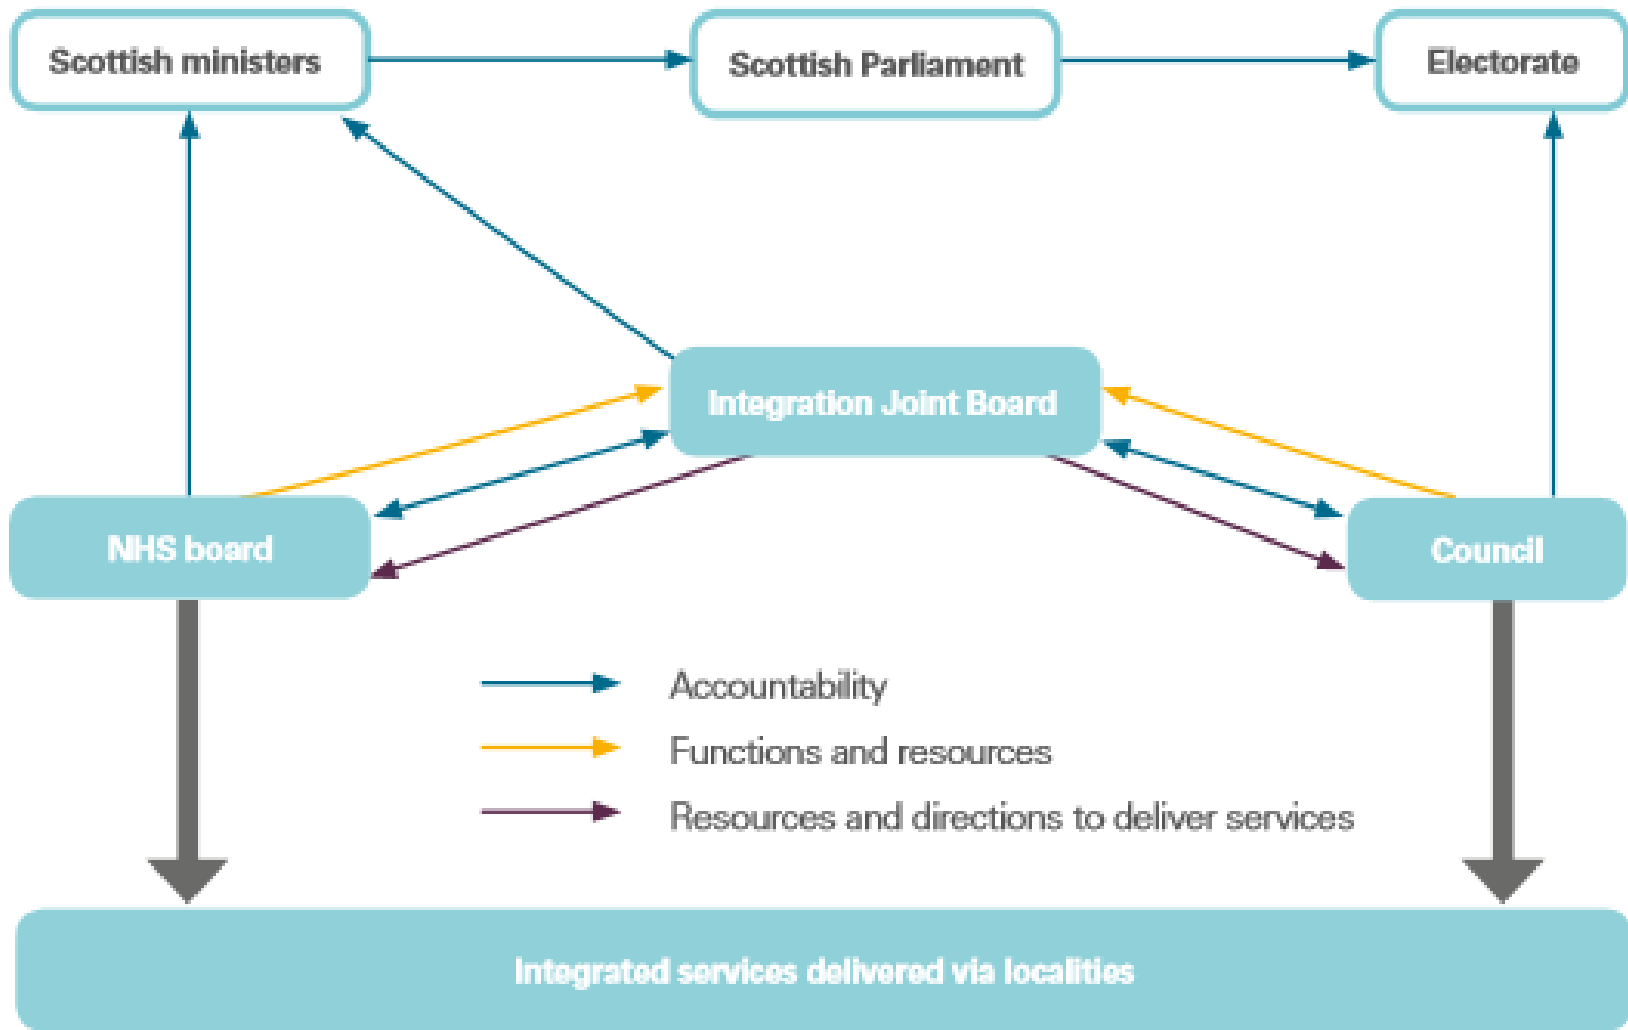 Scottish ministers
Scottish Parliament
Electorate
Integration Joint Board
NHS board
Council
Accountability
Functions and resources
Resources and directions to deliver services
Integrated services delivered via localities